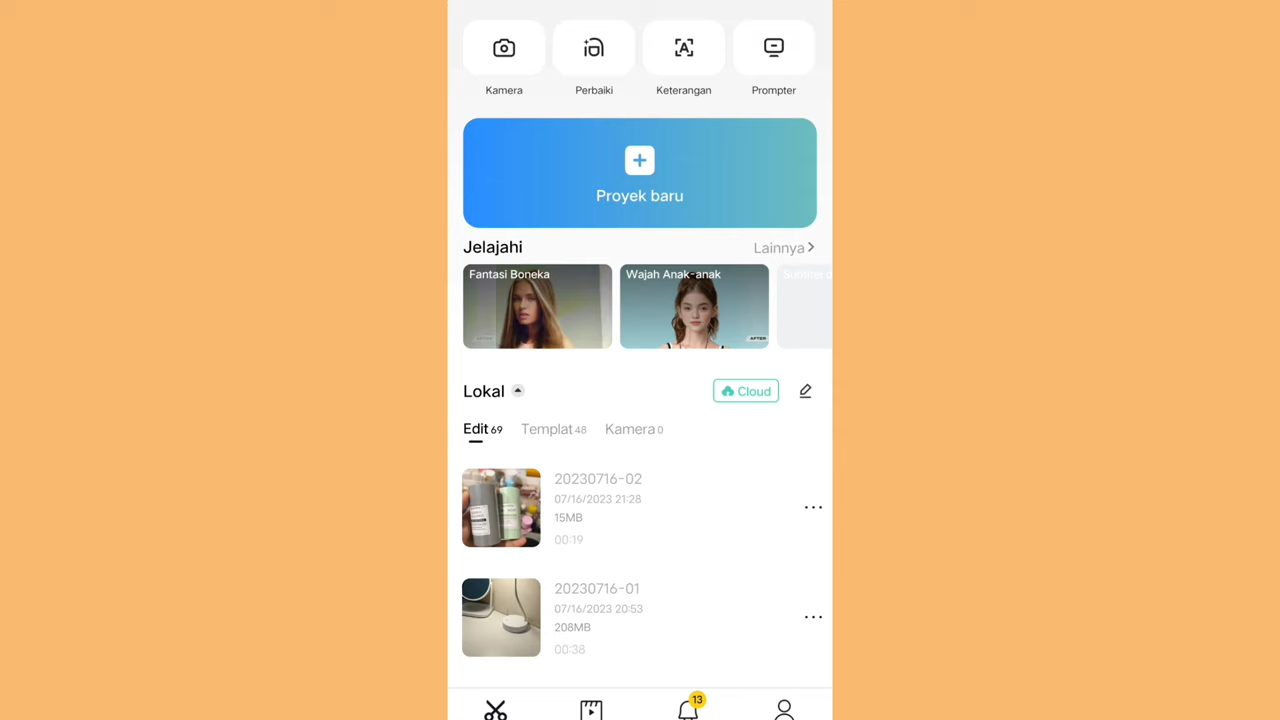 Kamera
Perbaiki
Keterangan
Prompter
Proyek baru
Jelajahi
Lainnya
Fantasi Boneka
Wajah Anak-anak
AFTER
AFTER
Lokal
Cloud
Edit 69
Templat 48
Kamera 0
20230716-02
07/16/2023 21:28
15MB
00:19
20230716-01
07/16/2023 20:53
208MB
00:38
13